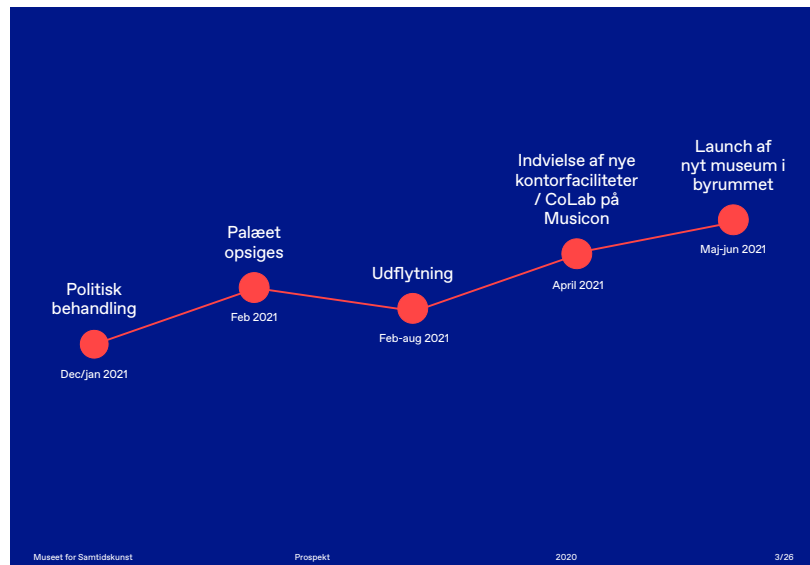 Politisk
behandling
Dec/jan 2021
Palæet
opsiges
Feb 2021
Udflytning
Feb-aug 2021
Indvielse af nye
kontorfaciliteter
/ CoLab på
Musicon
April 2021
Launch af
nyt museum i
byrummet
Maj-jun 2021
Museet for Samtidskunst
Prospekt
2020
3/26